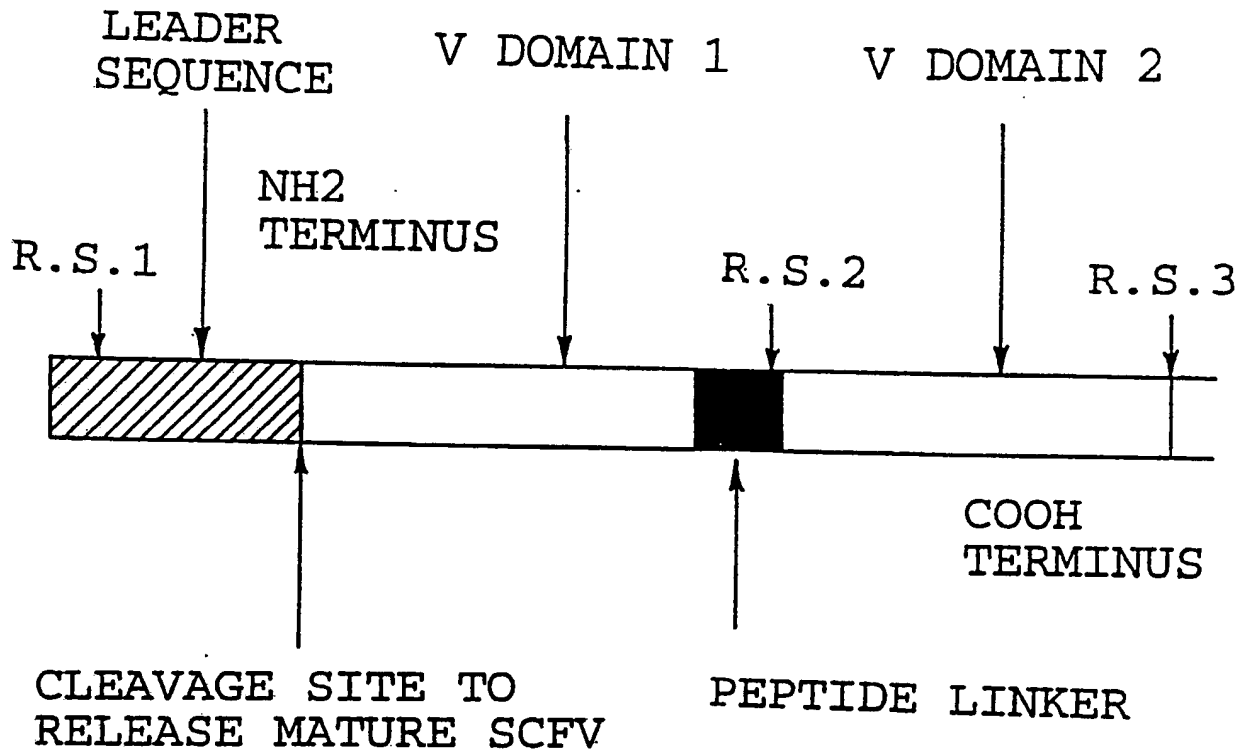 LEADER
SEQUENCE
V DOMAIN 1
V DOMAIN 2
NH2
TERMINUS
R.S.1
R.S.2
R.S.3
COOH
TERMINUS
CLEAVAGE SITE TO
RELEASE MATURE SCFV
PEPTIDE LINKER